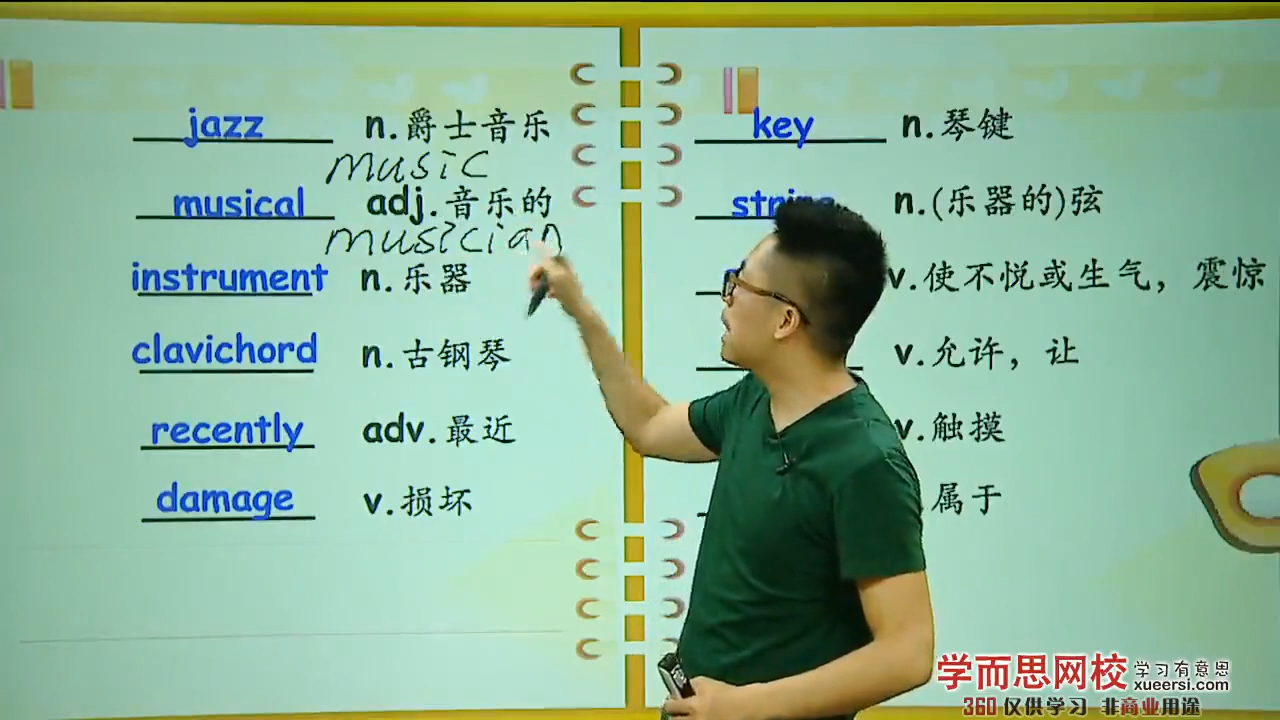 jazz n.爵士音乐
music
musical adj.音乐的
musician
instrument n.乐器
clavichord n.古钢琴
recently adv.最近
damage v.损坏
key n.琴键
n.(乐器的)弦
v.使不悦或生气，震惊
v.允许，让
v.触摸
属于
学而思网校 学习有意思
xueersi.com
360 仅供学习 非商业用途